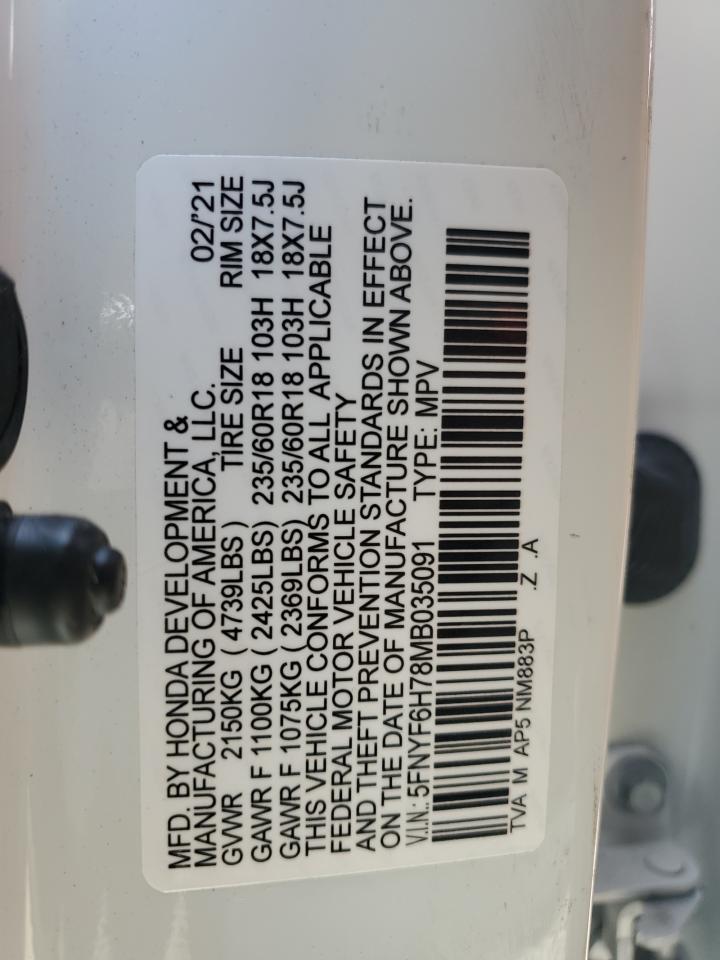 MFD. BY HONDA DEVELOPMENT &
MANUFACTURING OF AMERICA, LLC. 02/'21
GVWR 2150KG ( 4739LBS ) TIRE SIZE RIM SIZE
GAWR F 1100KG ( 2425LBS) 235/60R18 103H 18X7.5J
GAWR F 1075KG ( 2369LBS) 235/60R18 103H 18X7.5J
THIS VEHICLE CONFORMS TO ALL APPLICABLE
FEDERAL MOTOR VEHICLE SAFETY
AND THEFT PREVENTION STANDARDS IN EFFECT
ON THE DATE OF MANUFACTURE SHOWN ABOVE.
V.I.N.: 5FNYF6H78MB035091 TYPE: MPV
TVA M AP5 NM883P .Z .A